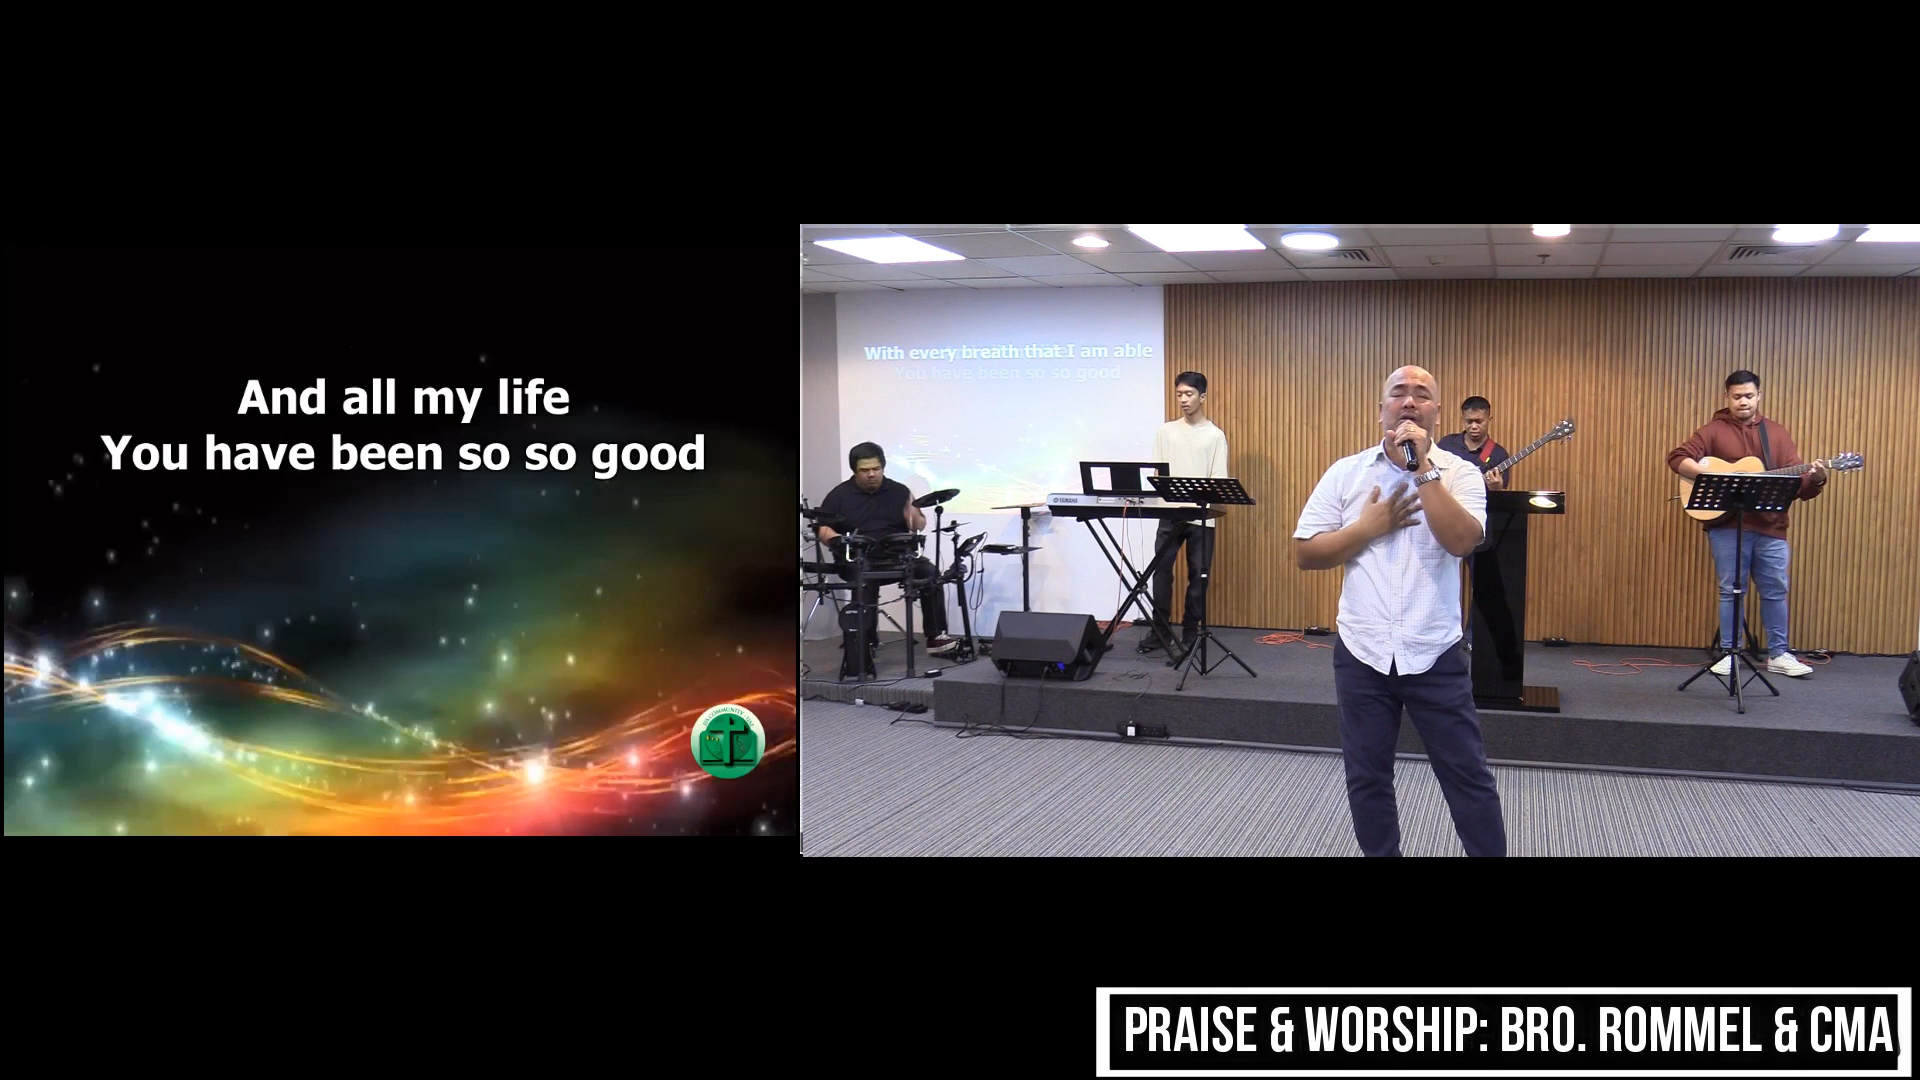 And all my life
You have been so so good
With every breath that I am able
You have been so so good
YAMAHA
PRAISE & WORSHIP: BRO. ROMMEL & CMA